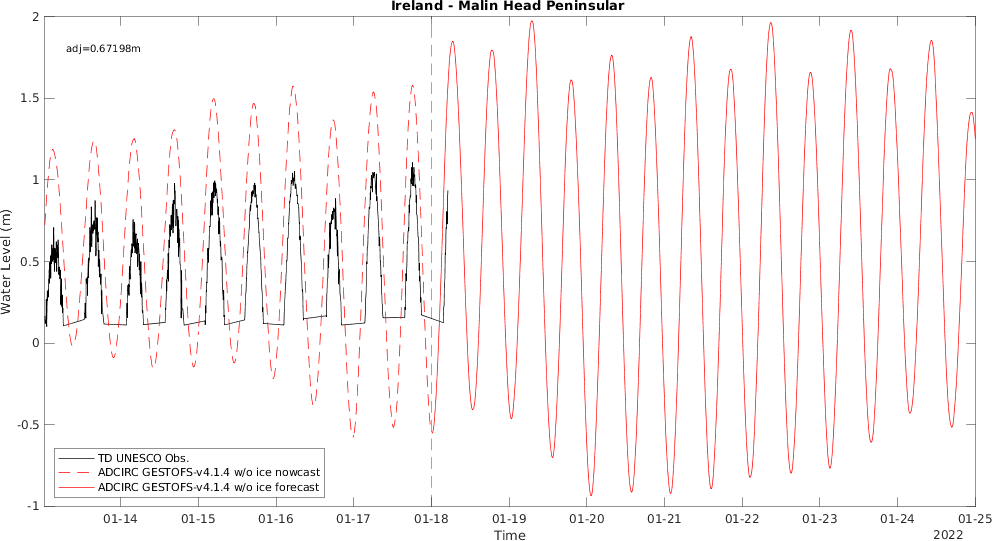 Ireland - Malin Head Peninsular
adj=0.67198m
2
1.5
1
0.5
0
-0.5
-1
Water Level (m)
TD UNESCO Obs.
ADCIRC GESTOFS-v4.1.4 w/o ice nowcast
ADCIRC GESTOFS-v4.1.4 w/o ice forecast
01-14 01-15 01-16 01-17 01-18 01-19 01-20 01-21 01-22 01-23 01-24 01-25
Time
2022